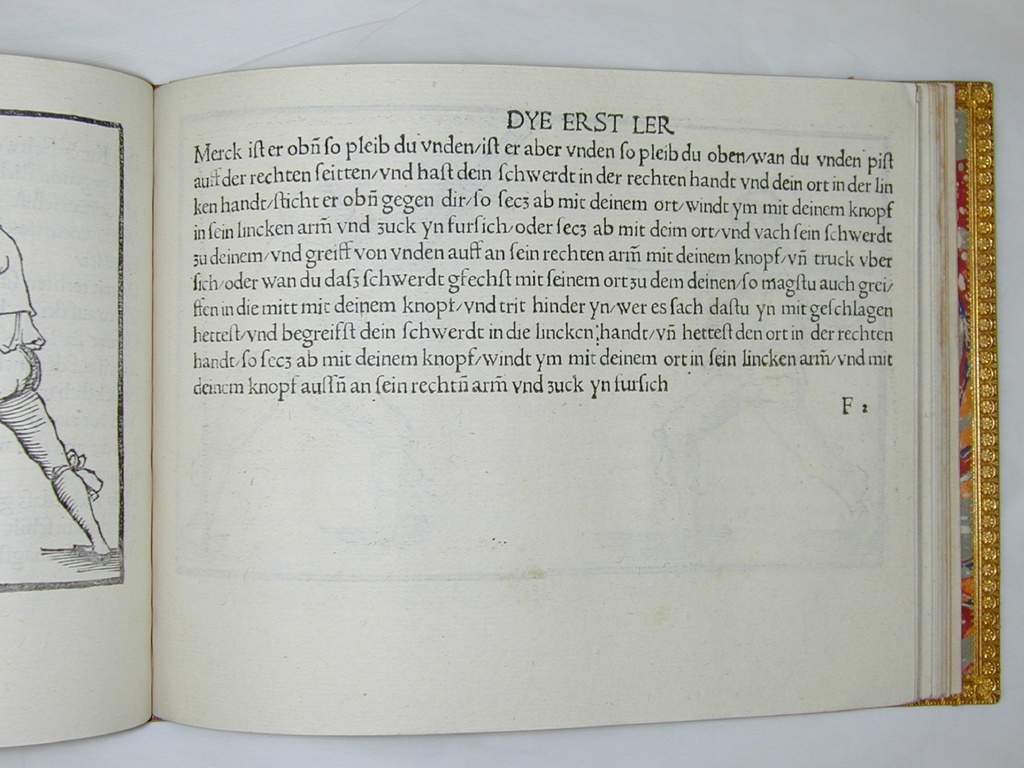 DYE ERST LER
Merck iſt er obñ ſo pleib du vnden/iſt er aber vnden ſo pleib du oben/wan du vnden piſt
auff der rechten ſeitten/vnd haſt dein ſchwerdt in der rechten handt vnd dein ort in der lin
ken handt/ſticht er obñ gegen dir/ſo ſecz ab mit deinem ort/windt ym mit deinem knopf
in ſein lincken arm̄ vnd zuck yn furſich/oder ſecz ab mit deim ort/vnd vach ſein ſchwerdt
zu deinem/vnd greiff von vnden auff an ſein rechten arm̄ mit deinem knopf/vñ truck vber
ſich/oder wan du daſz ſchwerdt gfechſt mit ſeinem ort zu dem deinen/ſo magſtu auch grei/
ffen in die mitt mit deinem knopf/vnd trit hinder yn/wer es ſach daſtu yn mit geſchlagen
hetteſt/vnd begreifſt dein ſchwerdt in die lincken handt/vñ hetteſt den ort in der rechten
handt/ſo ſecz ab mit deinem knopf/windt ym mit deinem ort in ſein lincken arm̄/vnd mit
deinem knopf auſſñ an ſein rechtñ arm̄ vnd zuck yn furſich
F 2